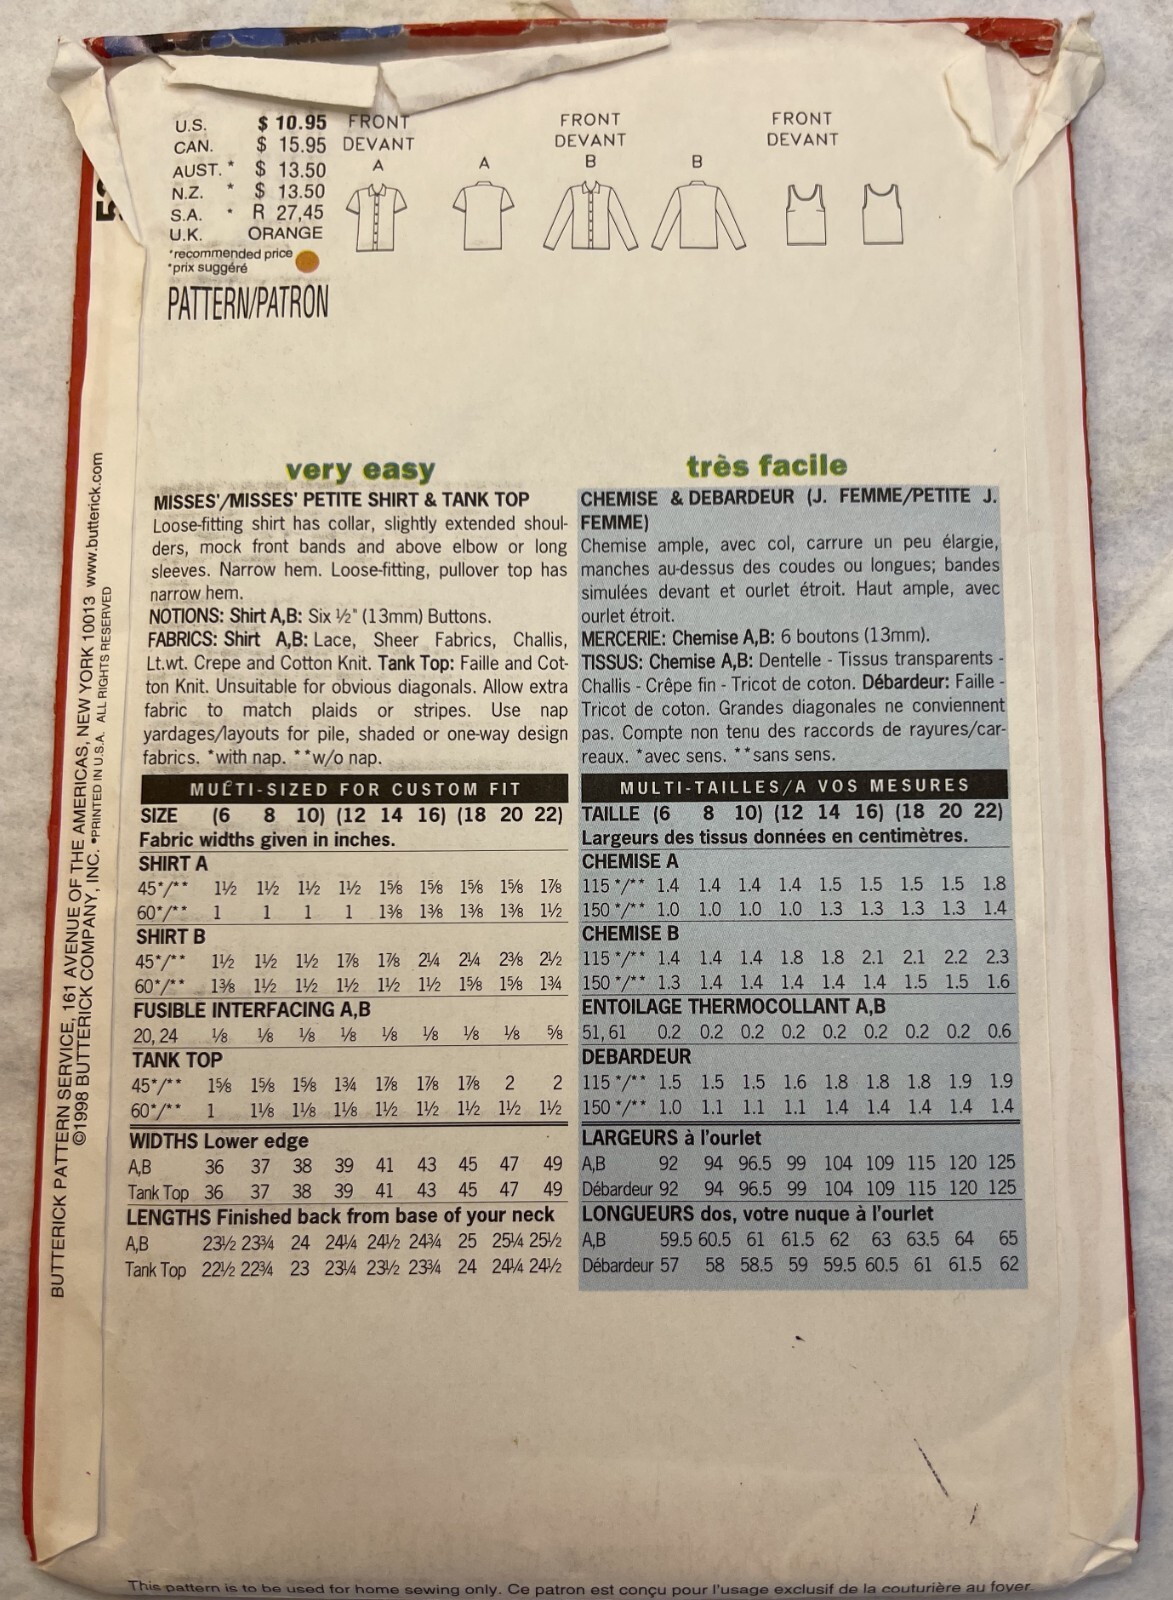 U.S. $ 10.95
CAN. $ 15.95
AUST.* $ 13.50
N.Z. * $ 13.50
S.A. * R 27,45
U.K. ORANGE
*recommended price
*prix suggéré
PATTERN/PATRON
FRONT
DEVANT
A
A
FRONT
DEVANT
B
B
FRONT
DEVANT
very easy
MISSES'/MISSES' PETITE SHIRT & TANK TOP
Loose-fitting shirt has collar, slightly extended shoul-
ders, mock front bands and above elbow or long
sleeves. Narrow hem. Loose-fitting, pullover top has
narrow hem.
NOTIONS: Shirt A,B: Six ½" (13mm) Buttons.
FABRICS: Shirt A,B: Lace, Sheer Fabrics, Challis,
Lt.wt. Crepe and Cotton Knit. Tank Top: Faille and Cot-
ton Knit. Unsuitable for obvious diagonals. Allow extra
fabric to match plaids or stripes. Use nap
yardages/layouts for pile, shaded or one-way design
fabrics. *with nap. **w/o nap.
MULTI-SIZED FOR CUSTOM FIT
SIZE (6 8 10) (12 14 16) (18 20 22)
Fabric widths given in inches.
SHIRT A
45*/** 1½ 1½ 1½ 1½ 1⅝ 1⅝ 1⅝ 1⅝ 1⅞
60*/** 1 1 1 1 1⅜ 1⅜ 1⅜ 1⅜ 1½
SHIRT B
45*/** 1½ 1½ 1½ 1⅞ 1⅞ 2¼ 2¼ 2⅜ 2½
60*/** 1⅜ 1½ 1½ 1½ 1½ 1½ 1⅝ 1⅝ 1¾
FUSIBLE INTERFACING A,B
20, 24 ⅛ ⅛ ⅛ ⅛ ⅛ ⅛ ⅛ ⅛ ⅝
TANK TOP
45*/** 1⅝ 1⅝ 1⅝ 1¾ 1⅞ 1⅞ 1⅞ 2 2
60*/** 1 1⅛ 1⅛ 1⅛ 1½ 1½ 1½ 1½ 1½
WIDTHS Lower edge
A,B 36 37 38 39 41 43 45 47 49
Tank Top 36 37 38 39 41 43 45 47 49
LENGTHS Finished back from base of your neck
A,B 23½ 23¾ 24 24¼ 24½ 24¾ 25 25¼ 25½
Tank Top 22½ 22¾ 23 23¼ 23½ 23¾ 24 24¼ 24½
très facile
CHEMISE & DEBARDEUR (J. FEMME/PETITE J.
FEMME)
Chemise ample, avec col, carrure un peu élargie,
manches au-dessus des coudes ou longues; bandes
simulées devant et ourlet étroit. Haut ample, avec
ourlet étroit.
MERCERIE: Chemise A,B: 6 boutons (13mm).
TISSUS: Chemise A,B: Dentelle - Tissus transparents -
Challis - Crêpe fin - Tricot de coton. Débardeur: Faille -
Tricot de coton. Grandes diagonales ne conviennent
pas. Compte non tenu des raccords de rayures/car-
reaux. *avec sens. **sans sens.
MULTI-TAILLES/A VOS MESURES
TAILLE (6 8 10) (12 14 16) (18 20 22)
Largeurs des tissus données en centimètres.
CHEMISE A
115*/** 1.4 1.4 1.4 1.4 1.5 1.5 1.5 1.5 1.8
150*/** 1.0 1.0 1.0 1.0 1.3 1.3 1.3 1.3 1.4
CHEMISE B
115*/** 1.4 1.4 1.4 1.8 1.8 2.1 2.1 2.2 2.3
150*/** 1.3 1.4 1.4 1.4 1.4 1.4 1.5 1.5 1.6
ENTOILAGE THERMOCOLLANT A,B
51, 61 0.2 0.2 0.2 0.2 0.2 0.2 0.2 0.2 0.6
DEBARDEUR
115*/** 1.5 1.5 1.5 1.6 1.8 1.8 1.8 1.9 1.9
150*/** 1.0 1.1 1.1 1.1 1.4 1.4 1.4 1.4 1.4
LARGEURS à l'ourlet
A,B 92 94 96.5 99 104 109 115 120 125
Débardeur 92 94 96.5 99 104 109 115 120 125
LONGUEURS dos, votre nuque à l'ourlet
A,B 59.5 60.5 61 61.5 62 63 63.5 64 65
Débardeur 57 58 58.5 59 59.5 60.5 61 61.5 62
BUTTERICK PATTERN SERVICE, 161 AVENUE OF THE AMERICAS, NEW YORK 10013 www.butterick.com
©1998 BUTTERICK COMPANY, INC. •PRINTED IN U.S.A. ALL RIGHTS RESERVED
This pattern is to be used for home sewing only. Ce patron est conçu pour l'usage exclusif de la couturière au foyer.